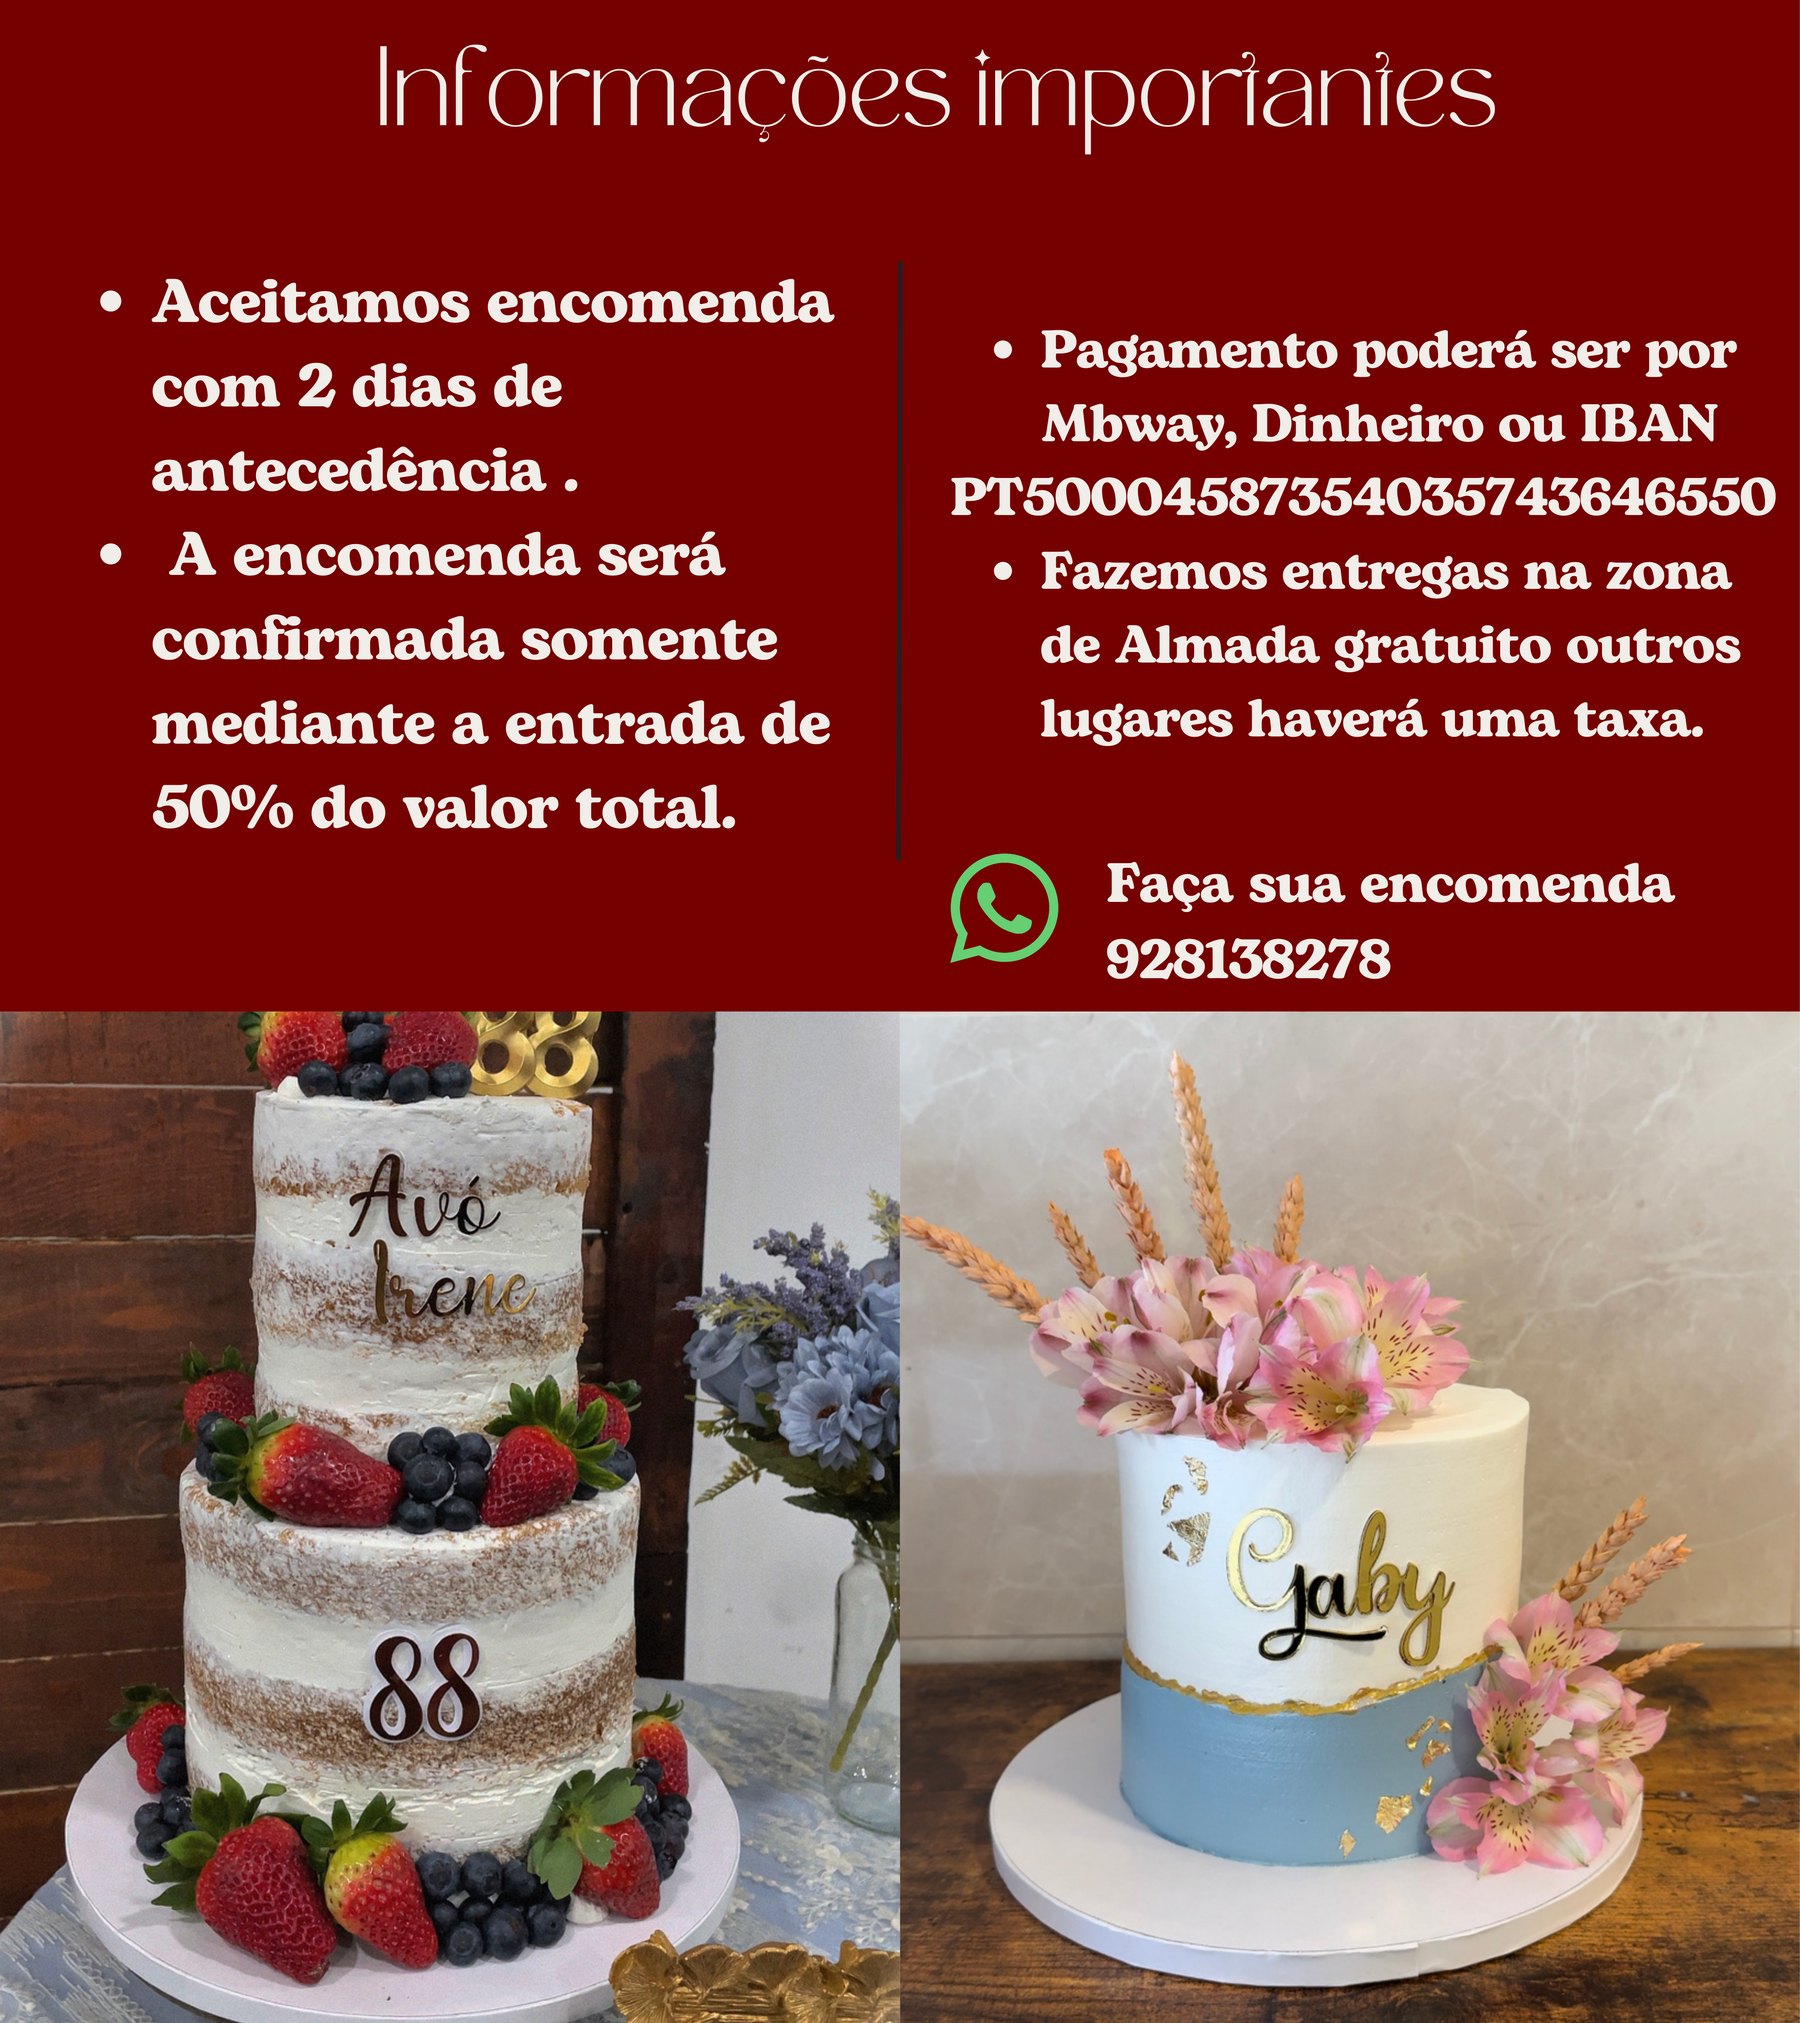 Informações importantes
• Aceitamos encomenda
com 2 dias de
antecedência .
• A encomenda será
confirmada somente
mediante a entrada de
50% do valor total.
• Pagamento poderá ser por
Mbway, Dinheiro ou IBAN
PT50004587354035743646550
• Fazemos entregas na zona
de Almada gratuito outros
lugares haverá uma taxa.
Faça sua encomenda
928138278
88
Avó
Irene
88
Gaby